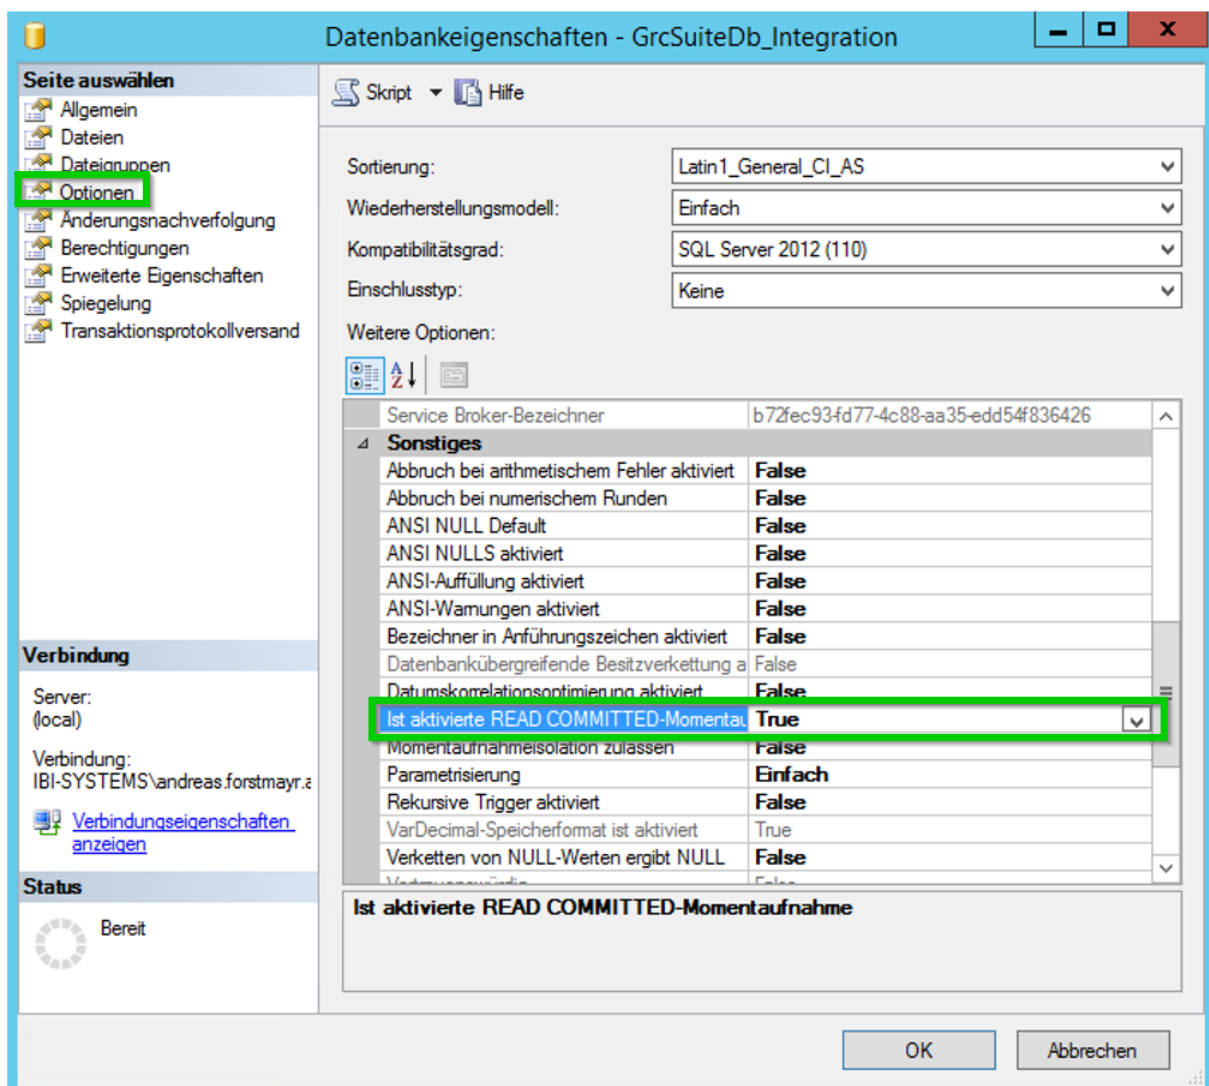 Datenbankeigenschaften - GrcSuiteDb_Integration
Seite auswählen
Allgemein
Dateien
Dateigruppen
Optionen
Änderungsnachverfolgung
Berechtigungen
Erweiterte Eigenschaften
Spiegelung
Transaktionsprotokollversand
Verbindung
Server:
(local)
Verbindung:
IBI-SYSTEMS\andreas.forstmayr.a
Verbindungseigenschaften
anzeigen
Status
Bereit
Skript Hilfe
Sortierung: Latin1_General_CI_AS
Wiederherstellungsmodell: Einfach
Kompatibilitätsgrad: SQL Server 2012 (110)
Einschlusstyp: Keine
Weitere Optionen:
Service Broker-Bezeichner b72fec93-fd77-4c88-aa35-edd54f836426
Sonstiges
Abbruch bei arithmetischem Fehler aktiviert False
Abbruch bei numerischem Runden False
ANSI NULL Default False
ANSI NULLS aktiviert False
ANSI-Auffüllung aktiviert False
ANSI-Warnungen aktiviert False
Bezeichner in Anführungszeichen aktiviert False
Datenbankübergreifende Besitzverkettung a False
Datumskorrelationsoptimierung aktiviert False
Ist aktivierte READ COMMITTED-Momentau True
Momentaufnahmeisolation zulassen False
Parametrisierung Einfach
Rekursive Trigger aktiviert False
VarDecimal-Speicherformat ist aktiviert True
Verketten von NULL-Werten ergibt NULL False
Ist aktivierte READ COMMITTED-Momentaufnahme
OK Abbrechen